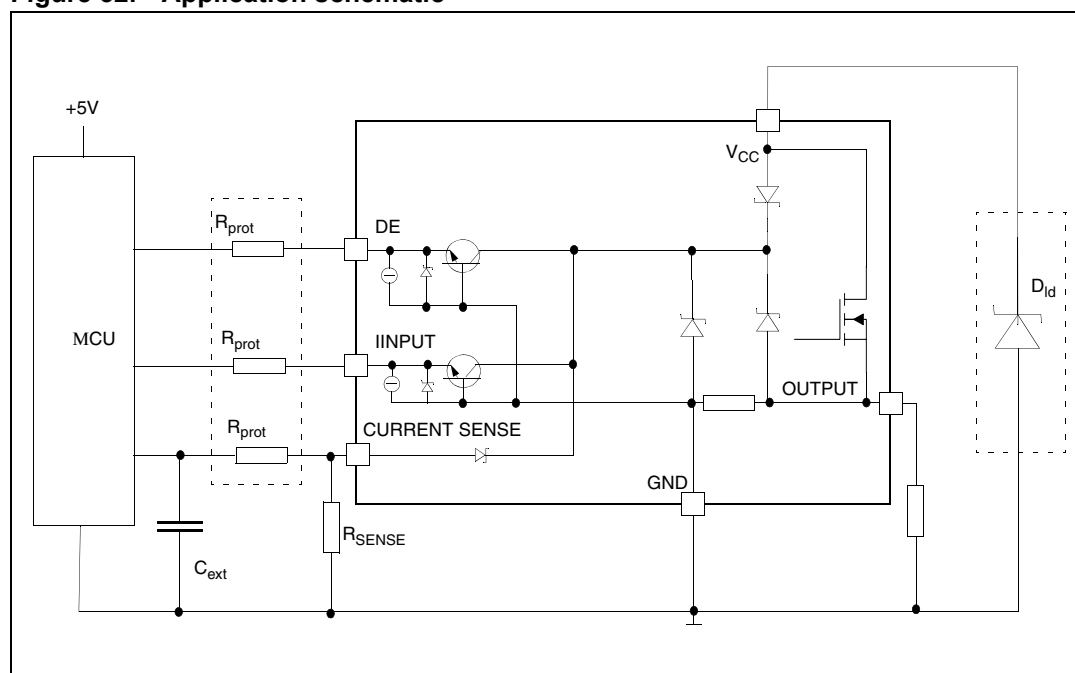 Figure 32. Application schematic
+5V
VCC
Rprot
DE
Dld
MCU
Rprot
IINPUT
OUTPUT
Rprot
CURRENT SENSE
GND
RSENSE
Cext